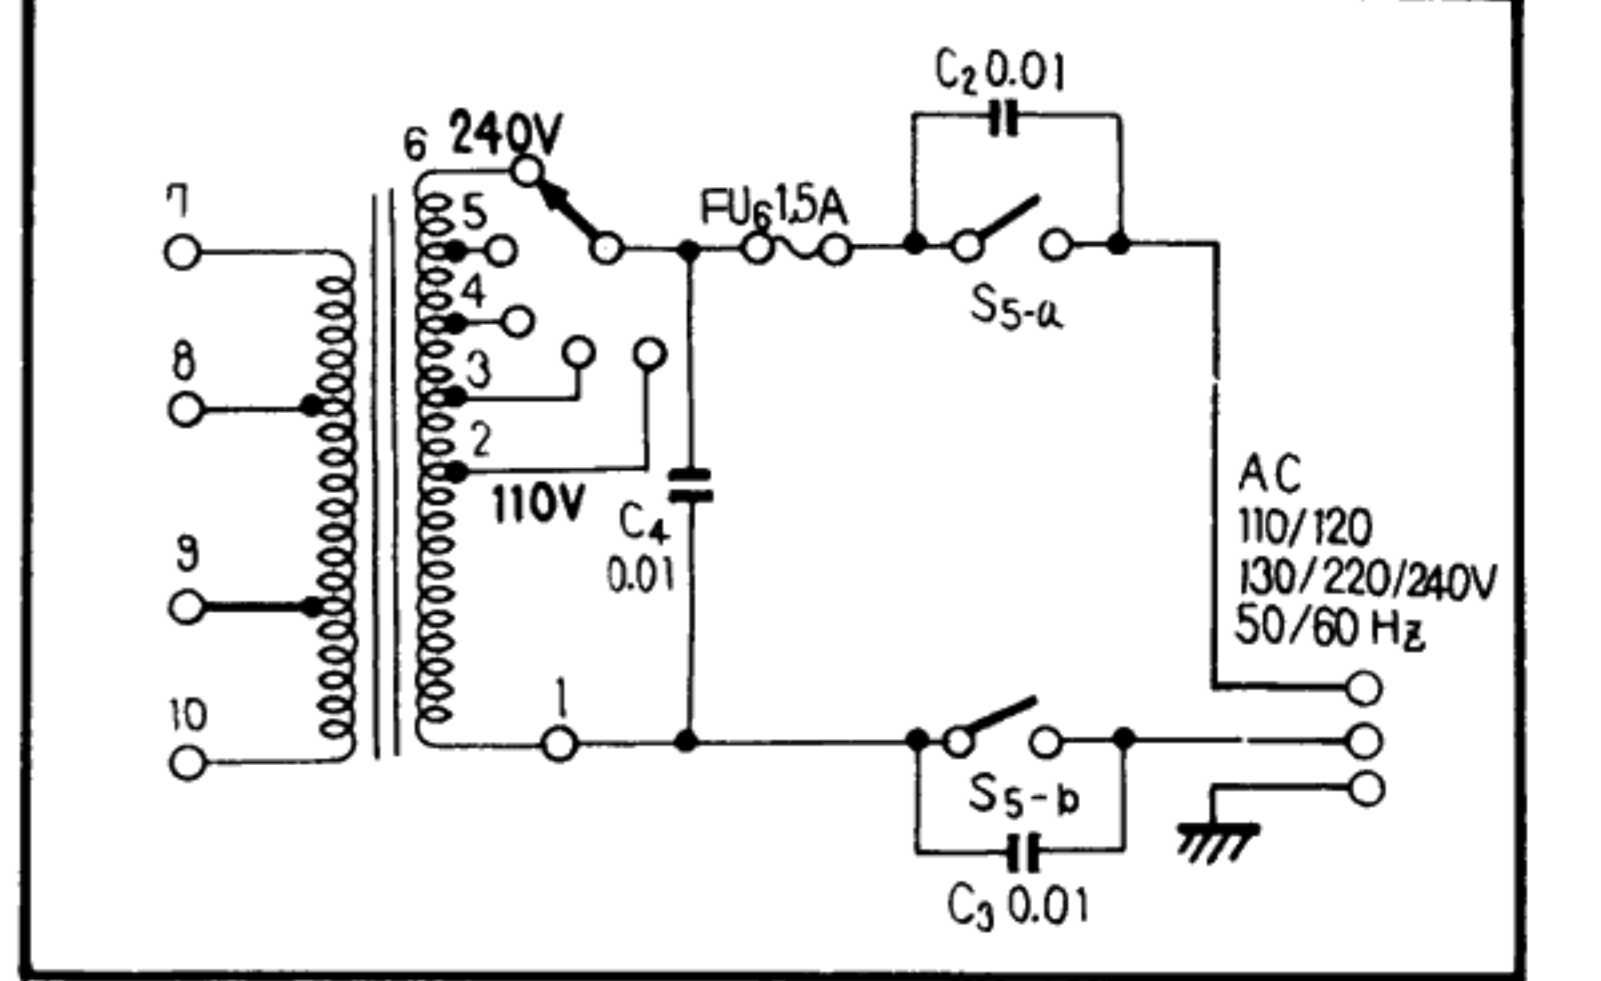 C2 0.01
6 240V
7
5
FU6 1.5A
4
S5-a
8
3
2
110V
C4
0.01
AC
110/120
130/220/240V
50/60 Hz
9
1
10
S5-b
C3 0.01